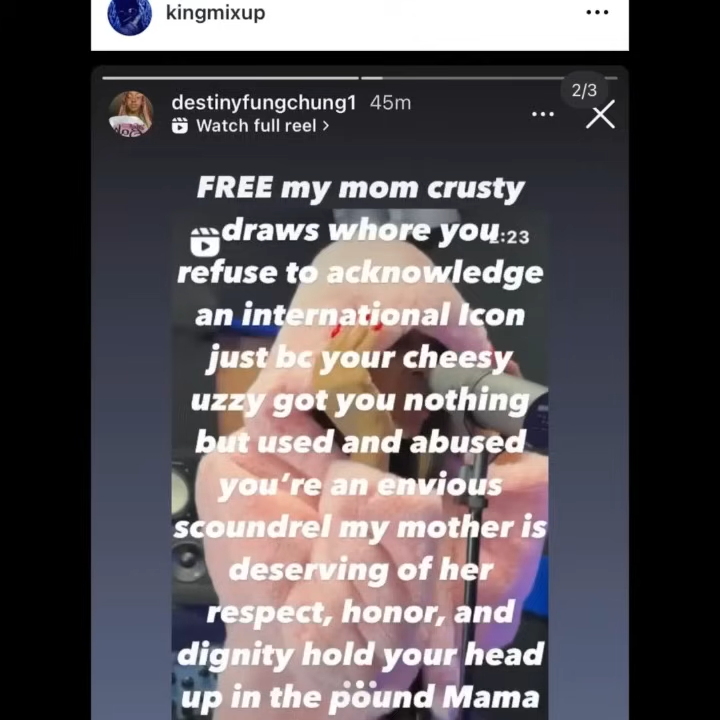 kingmixup
2/3
destinyfungchung1 45m
Watch full reel >
FREE my mom crusty
draws whore you
:23
refuse to acknowledge
an international Icon
just bc your cheesy
uzzy got you nothing
but used and abused
you're an envious
scoundrel my mother is
deserving of her
respect, honor, and
dignity hold your head
up in the pound Mama